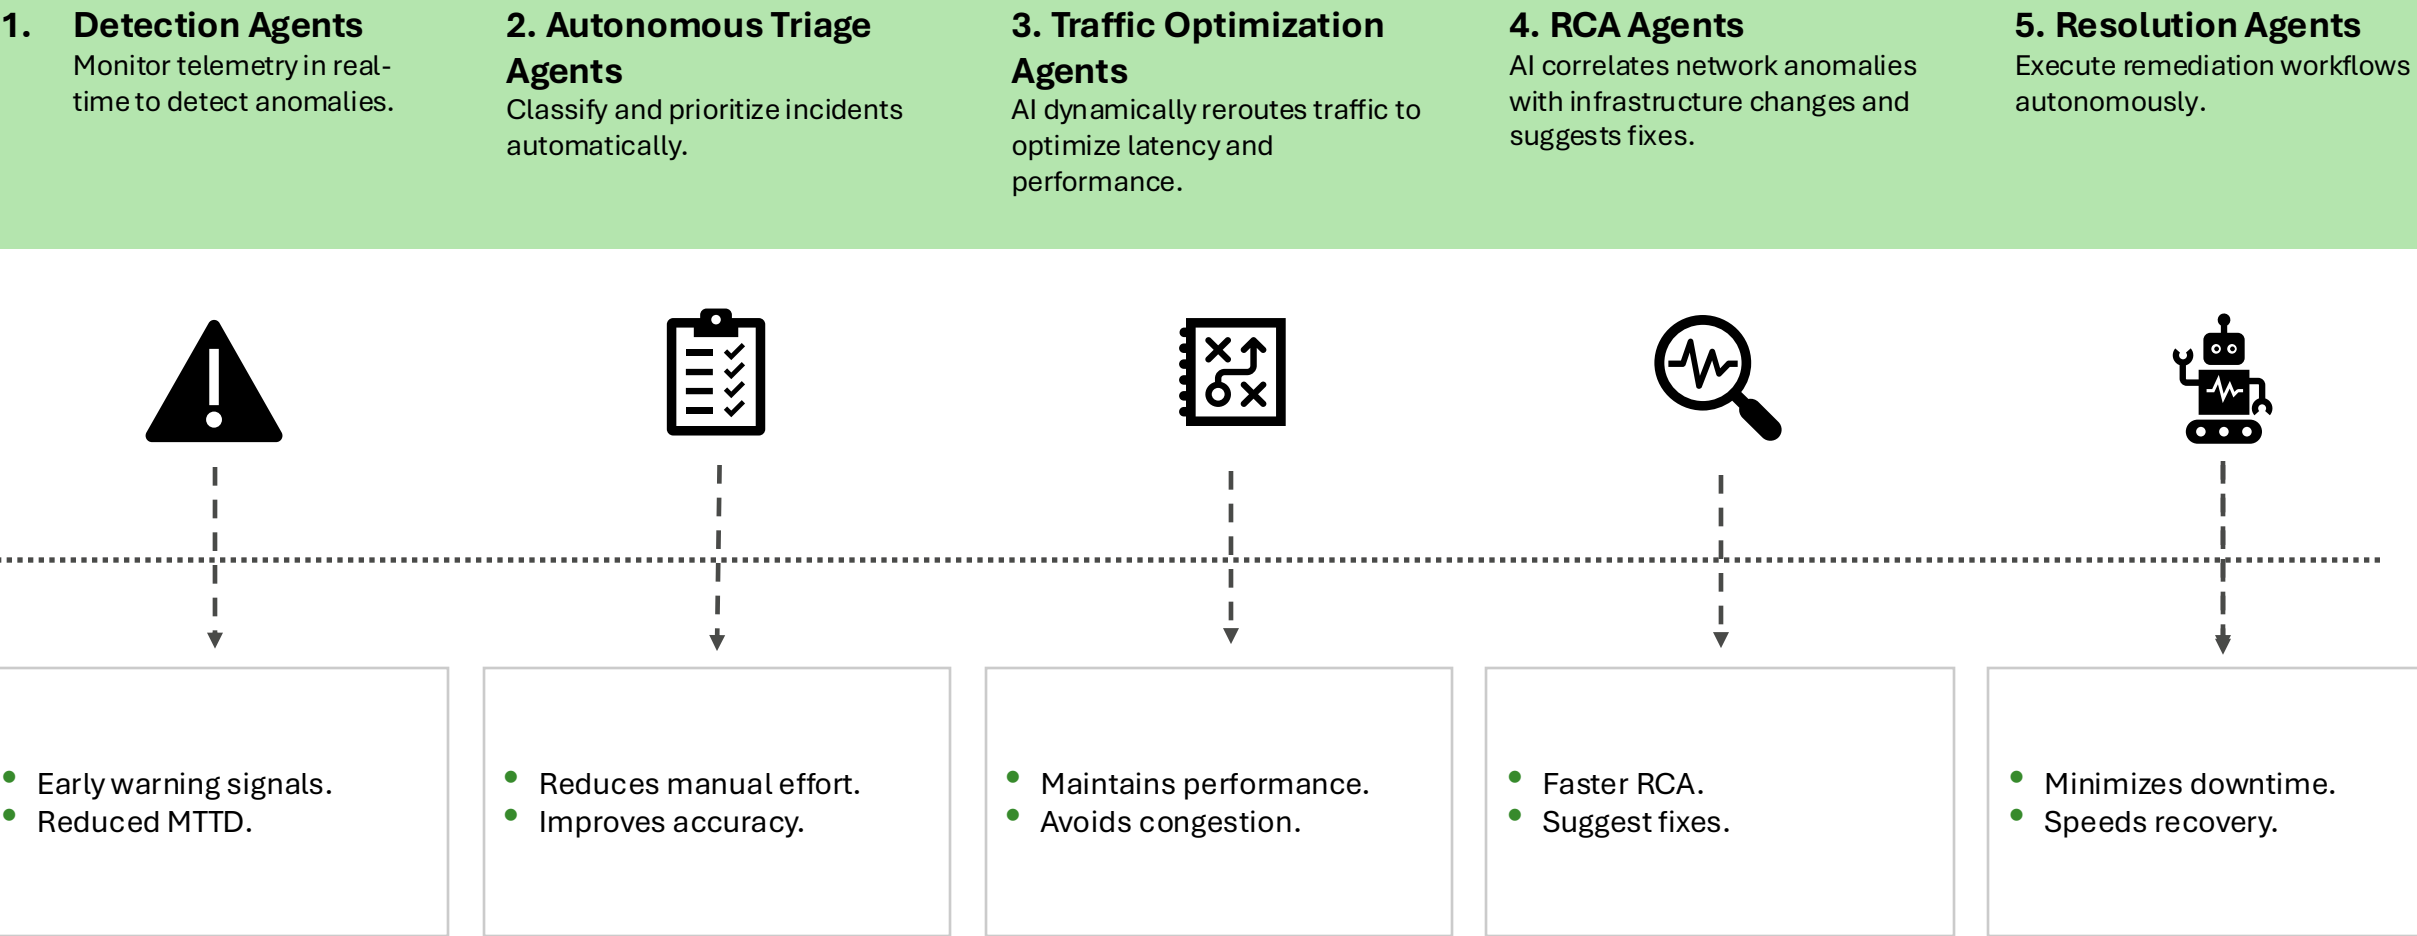 1. Detection Agents
Monitor telemetry in real-
time to detect anomalies.
2. Autonomous Triage
Agents
Classify and prioritize incidents
automatically.
3. Traffic Optimization
Agents
AI dynamically reroutes traffic to
optimize latency and
performance.
4. RCA Agents
AI correlates network anomalies
with infrastructure changes and
suggests fixes.
5. Resolution Agents
Execute remediation workflows
autonomously.
• Early warning signals.
• Reduced MTTD.
• Reduces manual effort.
• Improves accuracy.
• Maintains performance.
• Avoids congestion.
• Faster RCA.
• Suggest fixes.
• Minimizes downtime.
• Speeds recovery.